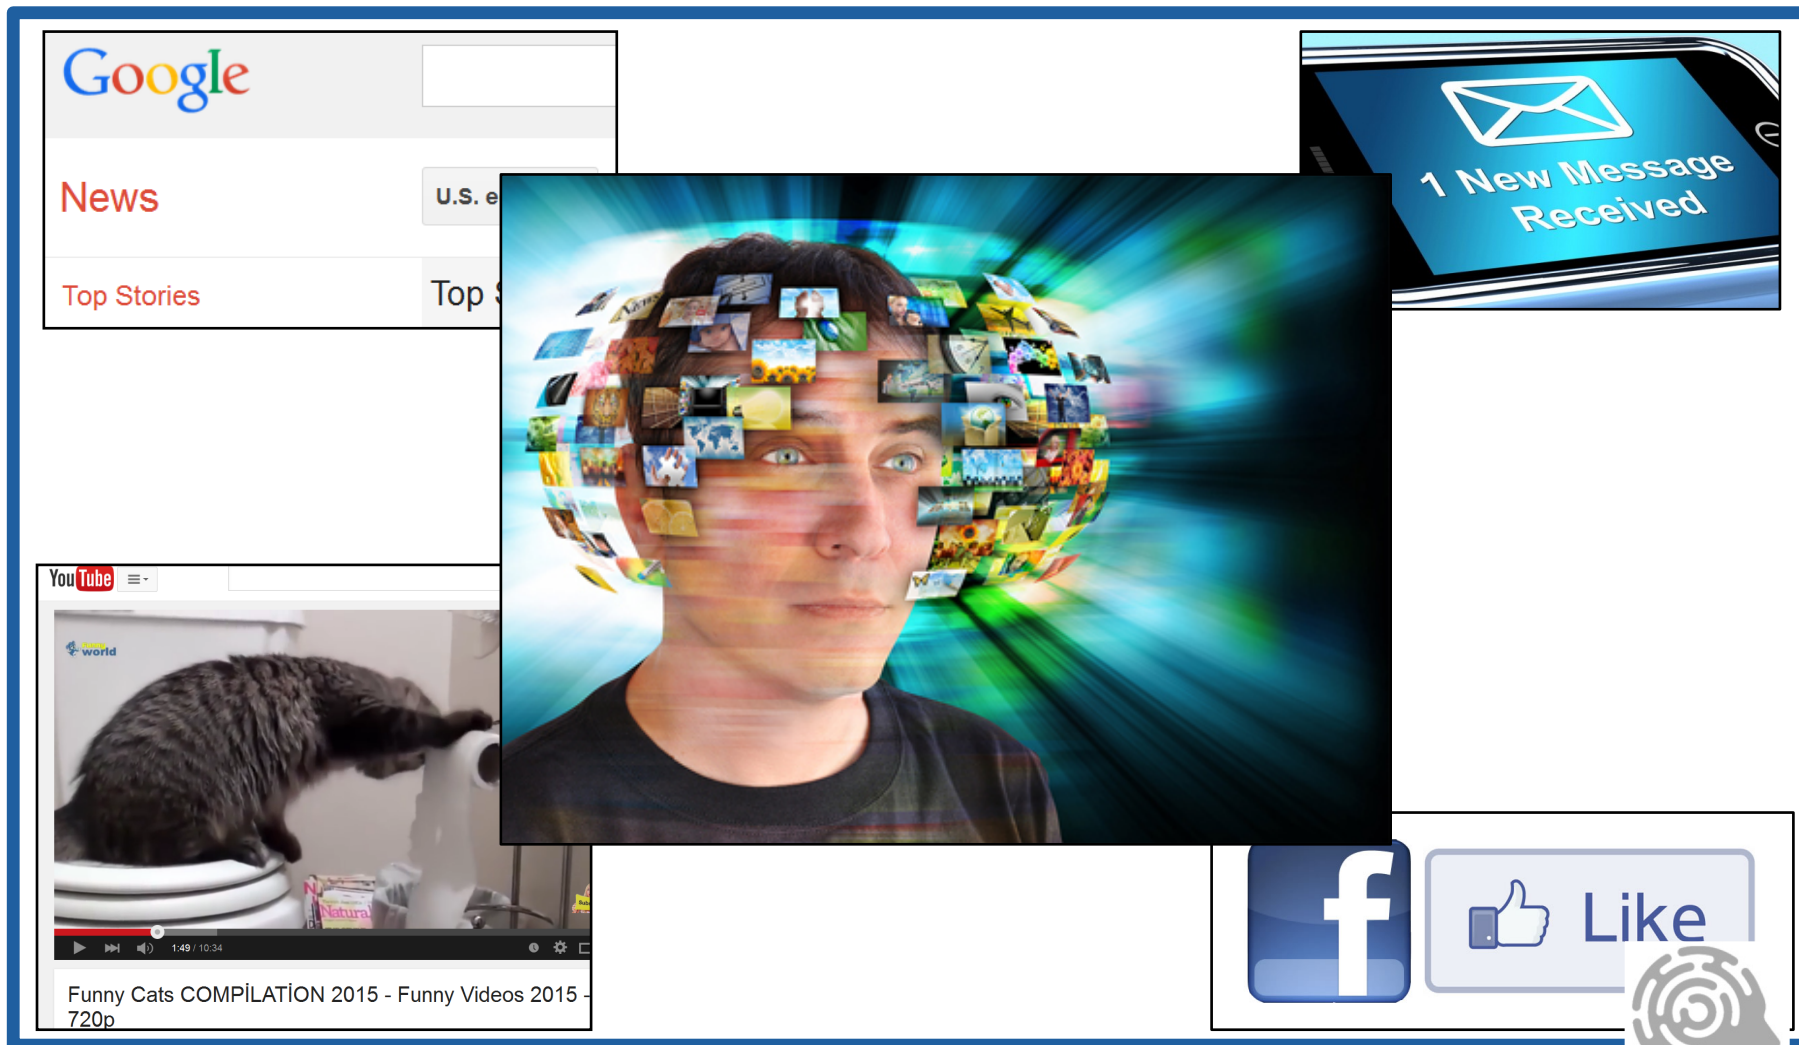 Google
News
U.S. e
Top Stories
Top
1 New Message
Received
YouTube
world
Natural
1:49 / 10:34
Funny Cats COMPİLATİON 2015 - Funny Videos 2015 -
720p
f
Like